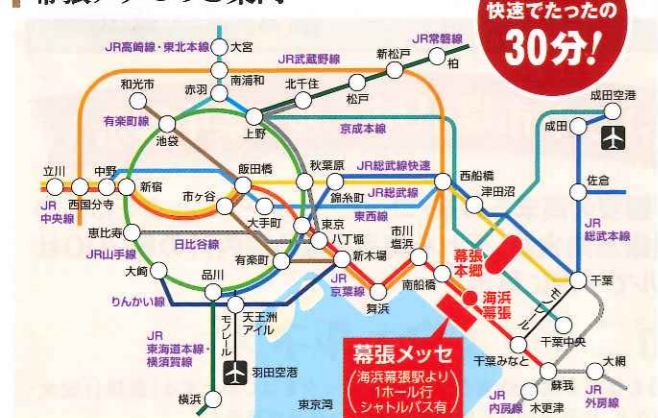 快速でたったの
30分!
JR高崎線・東北本線
大宮
JR常磐線
和光市
南浦和
JR武蔵野線
新松戸
柏
赤羽
北千住
松戸
成田空港
有楽町線
池袋
上野
京成本線
成田
立川
中野
飯田橋
秋葉原
JR総武線快速
西船橋
佐倉
西国分寺
新宿
市ヶ谷
錦糸町
JR総武線
津田沼
JR
中央線
大手町
東西線
恵比寿
日比谷線
東京
八丁堀
市川
塩浜
幕張
本郷
JR
総武本線
JR山手線
大崎
有楽町
新木場
千葉
品川
JR
京葉線
南船橋
海浜
幕張
りんかい線
舞浜
モノレール
天王洲
アイル
千葉中央
JR
東海道本線・
横須賀線
モノレール
幕張メッセ
海浜幕張駅より
1ホール行
シャトルバス有
千葉みなと
大網
羽田空港
蘇我
横浜
東京湾
JR
内房線
木更津
JR
外房線